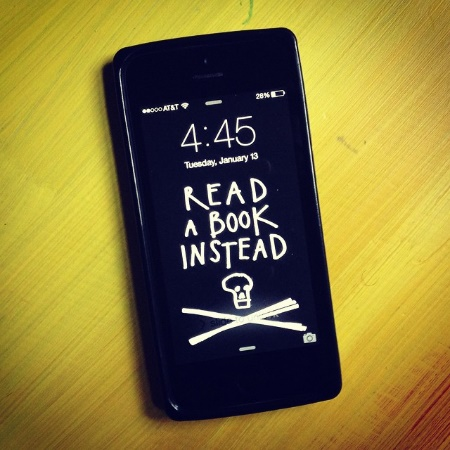 AT&T 28%
4:45
Tuesday, January 13
READ
A BOOK
INSTEAD